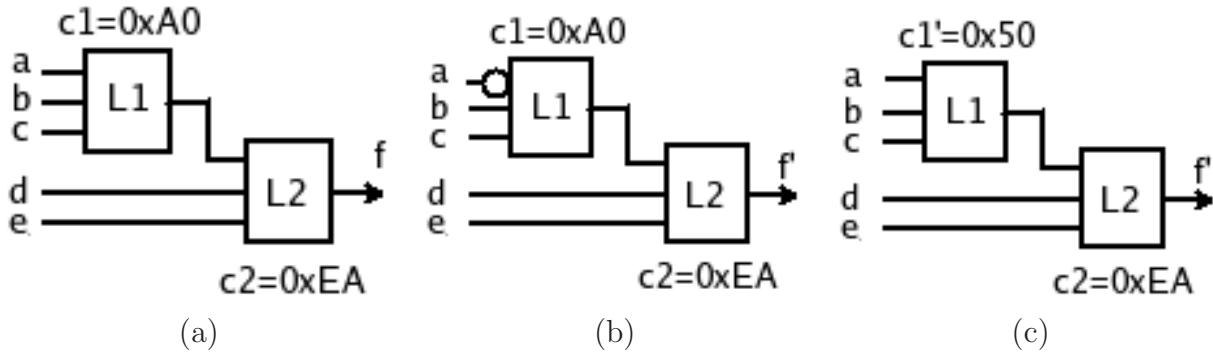 c1=0xA0
a
b
c
L1
f
d
e
L2
c2=0xEA
(a)
c1=0xA0
a
b
c
L1
f'
d
e
L2
c2=0xEA
(b)
c1'=0x50
a
b
c
L1
f'
d
e
L2
c2=0xEA
(c)